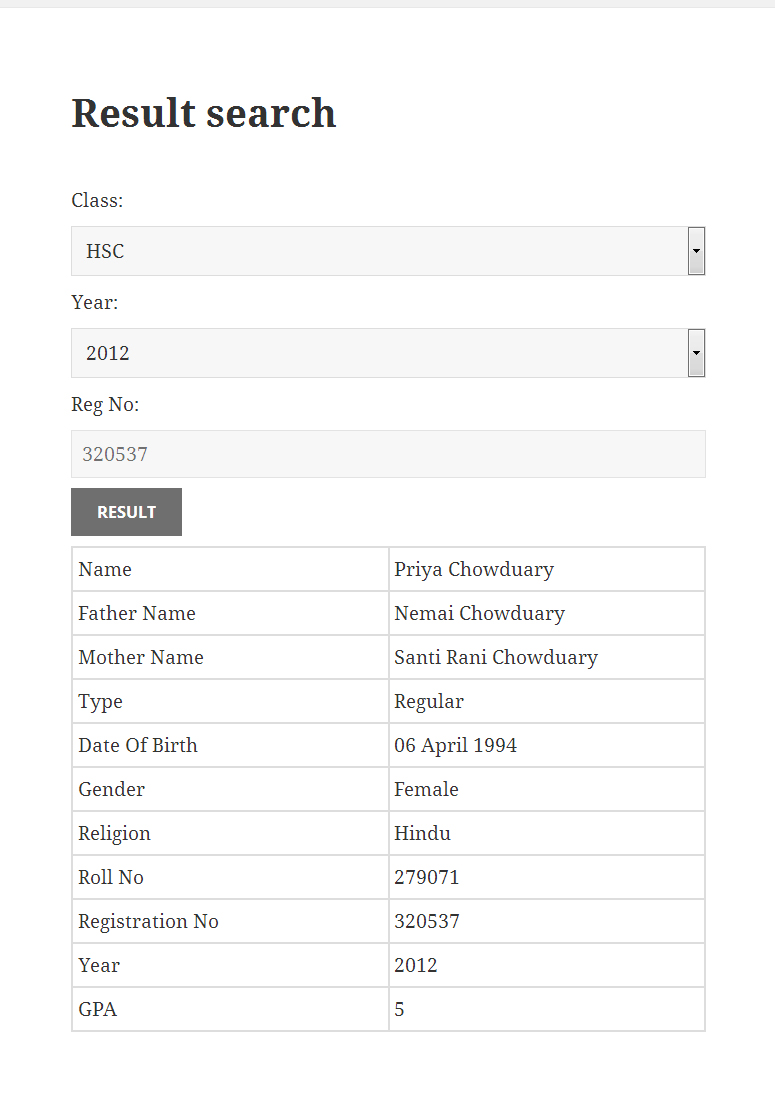 Result search
Class:
HSC
Year:
2012
Reg No:
320537
RESULT
Name Priya Chowduary
Father Name Nemai Chowduary
Mother Name Santi Rani Chowduary
Type Regular
Date Of Birth 06 April 1994
Gender Female
Religion Hindu
Roll No 279071
Registration No 320537
Year 2012
GPA 5